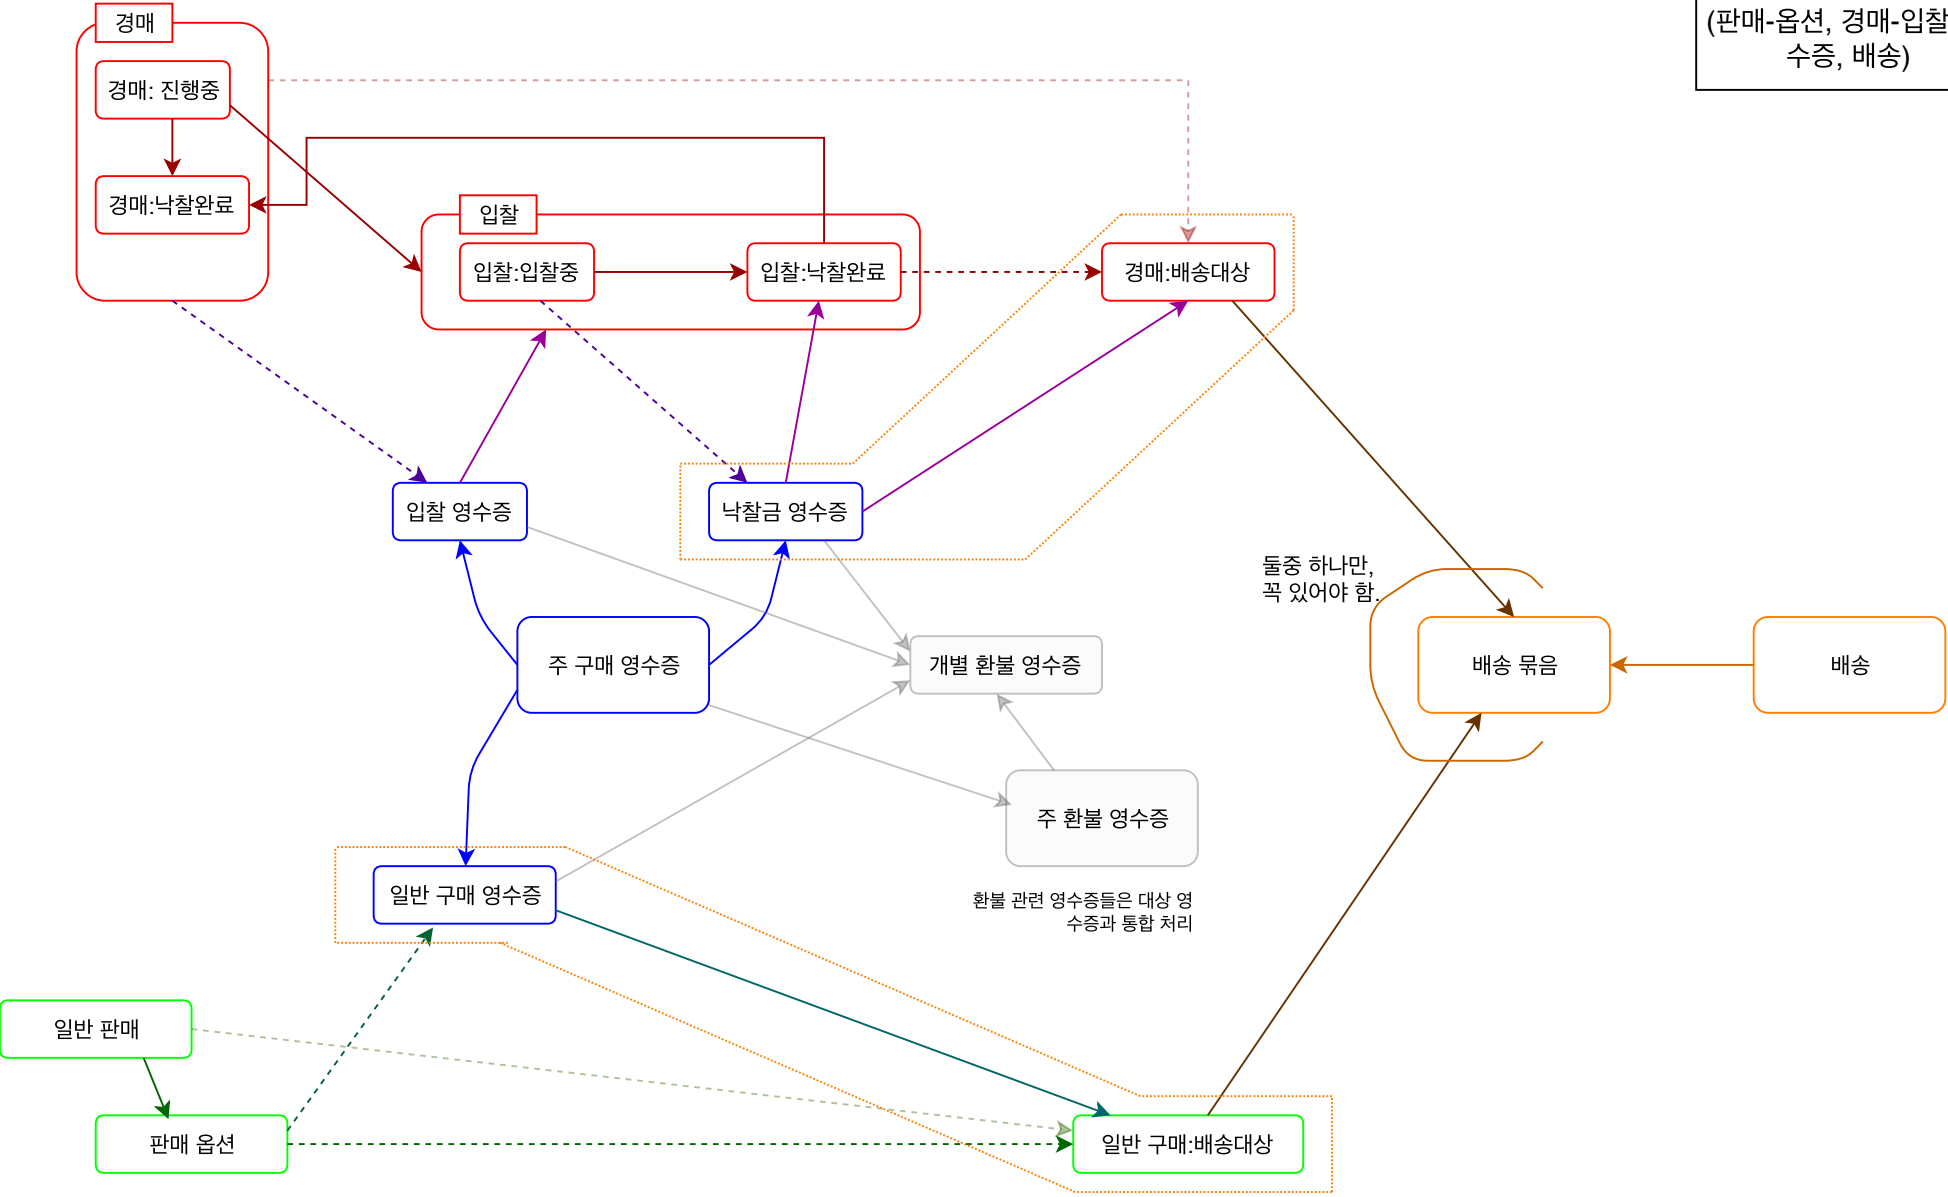 경매
(판매-옵션, 경매-입찰
수증, 배송)
경매: 진행중
경매:낙찰완료
입찰
입찰:입찰중
입찰:낙찰완료
경매:배송대상
입찰 영수증
낙찰금 영수증
둘중 하나만,
꼭 있어야 함.
주 구매 영수증
개별 환불 영수증
배송 묶음
배송
주 환불 영수증
일반 구매 영수증
환불 관련 영수증들은 대상 영
수증과 통합 처리
일반 판매
판매 옵션
일반 구매:배송대상